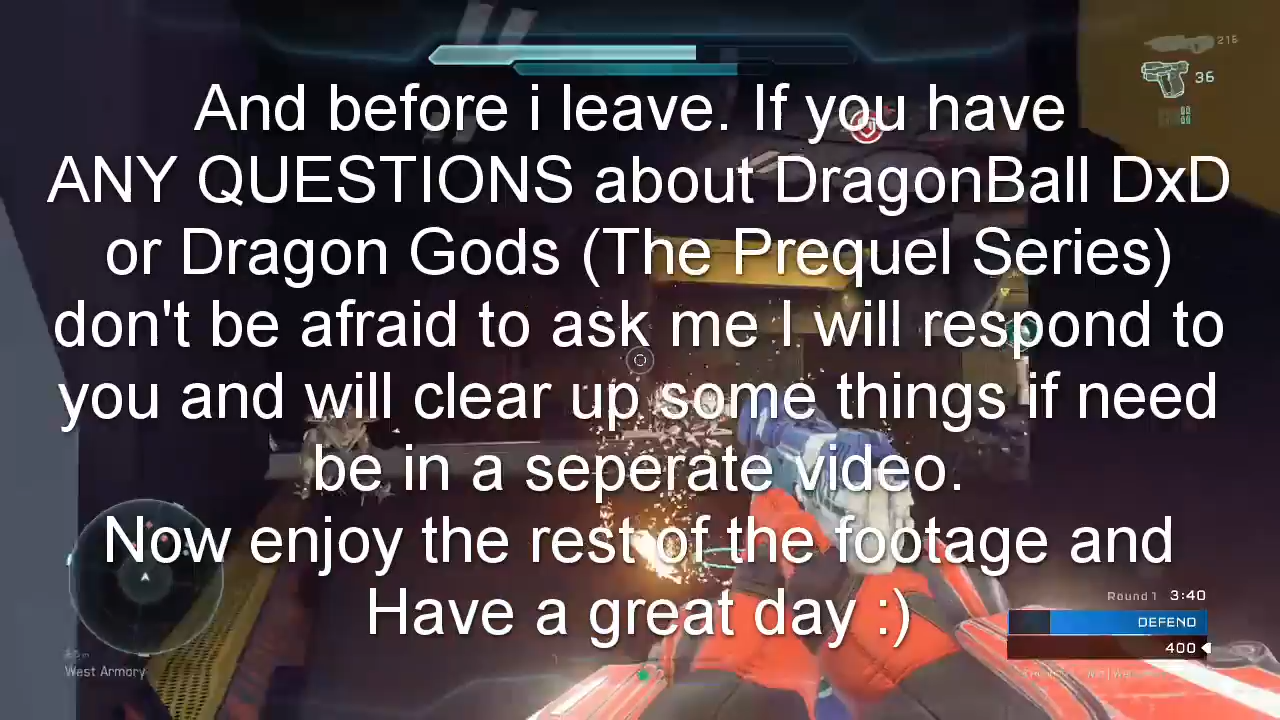 216
36
And before i leave. If you have
ANY QUESTIONS about DragonBall DxD
or Dragon Gods (The Prequel Series)
don't be afraid to ask me I will respond to
you and will clear up some things if need
be in a seperate video.
Now enjoy the rest of the footage and
Have a great day :)
Round 1 3:40
DEFEND
400
West Armory